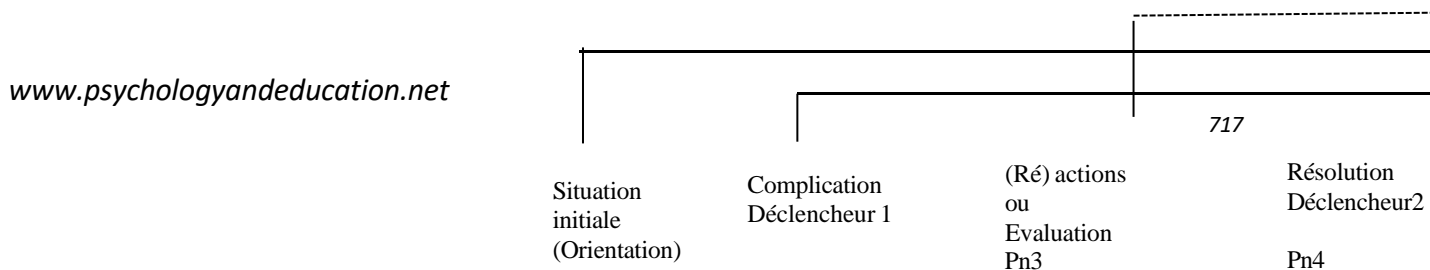 www.psychologyandeducation.net
717
Situation
initiale
(Orientation)
Complication
Déclencheur 1
(Ré) actions
ou
Evaluation
Pn3
Résolution
Déclencheur2
Pn4